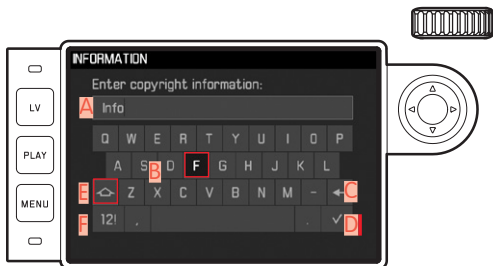 INFORMATION
Enter copyright information:
A Info
Q W E R T Y U I O P
A S B D F G H J K L
E Z X C V B N M - C
F 12! , . D
LV
PLAY
MENU